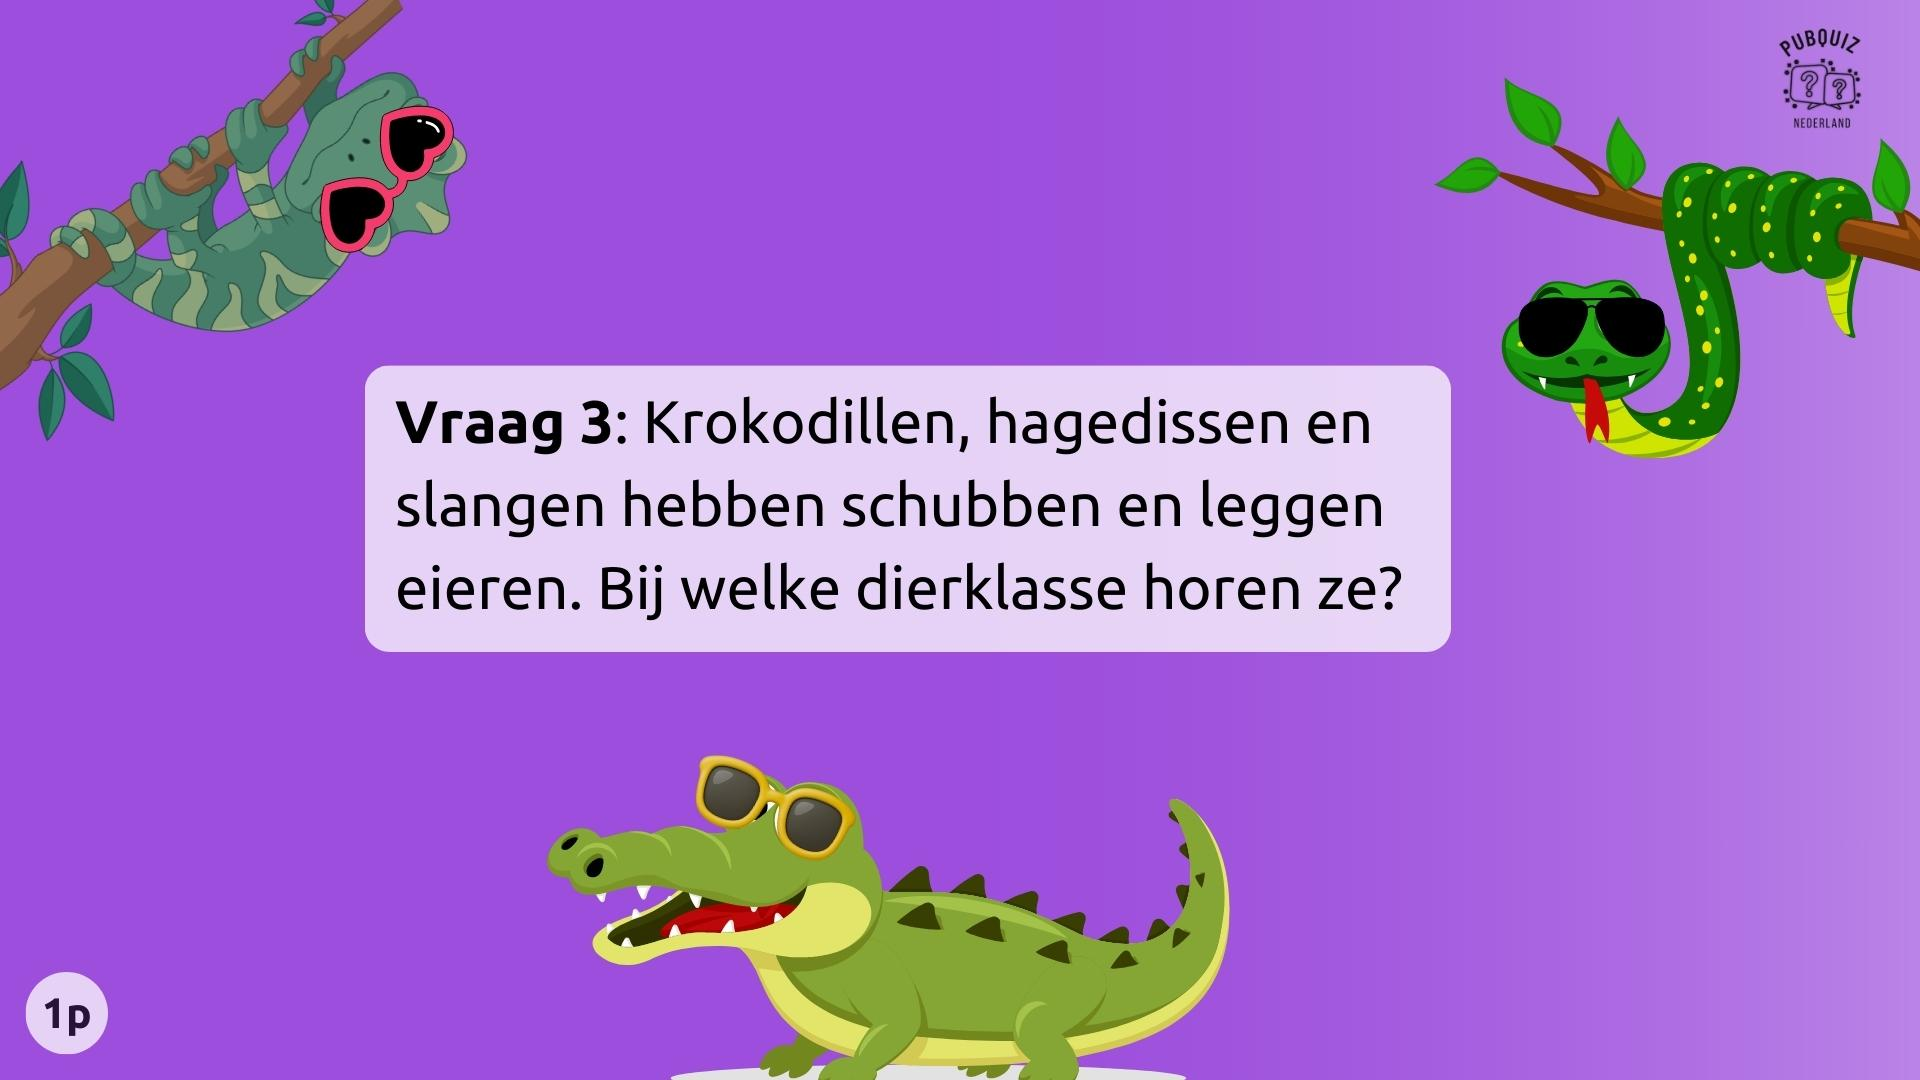 PUBQUIZ
? ?
NEDERLAND
Vraag 3: Krokodillen, hagedissen en
slangen hebben schubben en leggen
eieren. Bij welke dierklasse horen ze?
1p